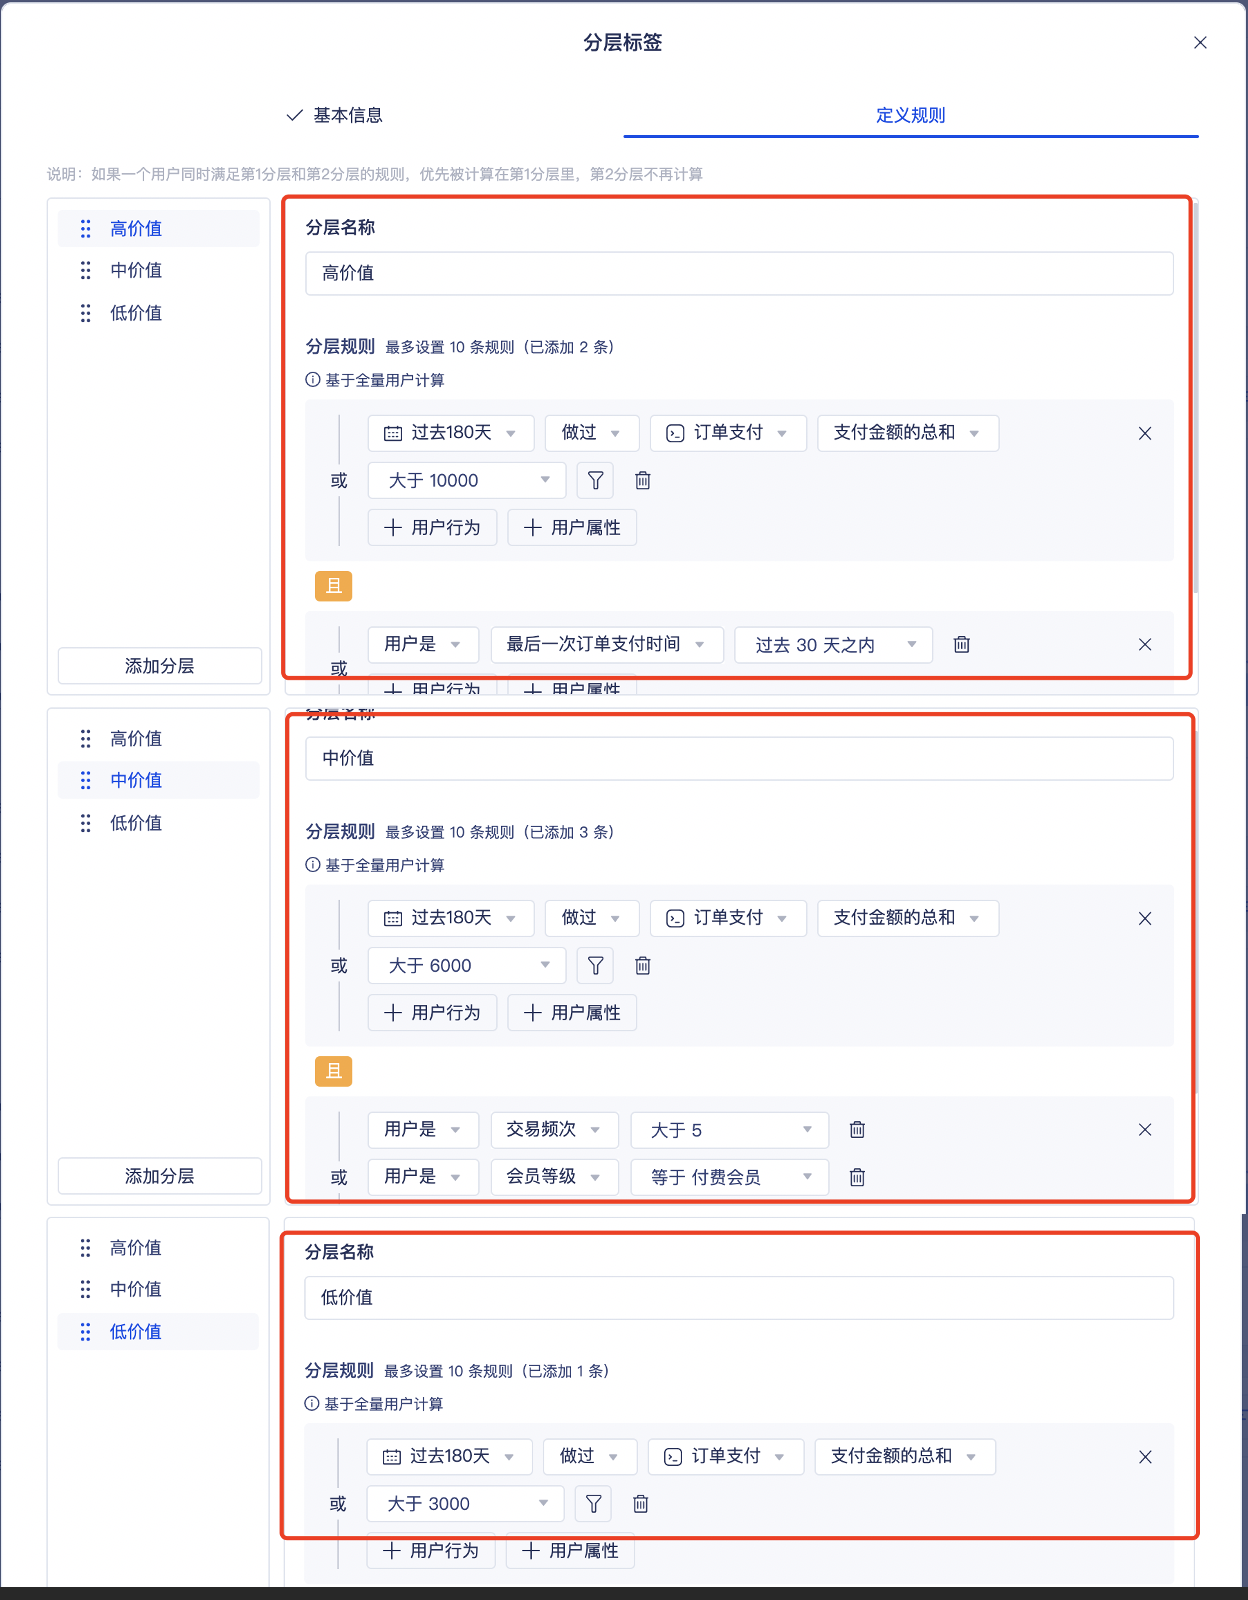 分层标签
基本信息
定义规则
说明：如果一个用户同时满足第1分层和第2分层的规则，优先被计算在第1分层里，第2分层不再计算
高价值
中价值
低价值
添加分层
分层名称
高价值
分层规则 最多设置 10 条规则（已添加 2 条）
基于全量用户计算
过去180天 做过 订单支付 支付金额的总和
或 大于 10000
用户行为 用户属性
且
用户是 最后一次订单支付时间 过去 30 天之内
或
用户行为 用户属性
高价值
中价值
低价值
添加分层
分层名称
中价值
分层规则 最多设置 10 条规则（已添加 3 条）
基于全量用户计算
过去180天 做过 订单支付 支付金额的总和
或 大于 6000
用户行为 用户属性
且
用户是 交易频次 大于 5
或 用户是 会员等级 等于 付费会员
高价值
中价值
低价值
分层名称
低价值
分层规则 最多设置 10 条规则（已添加 1 条）
基于全量用户计算
过去180天 做过 订单支付 支付金额的总和
或 大于 3000
用户行为 用户属性